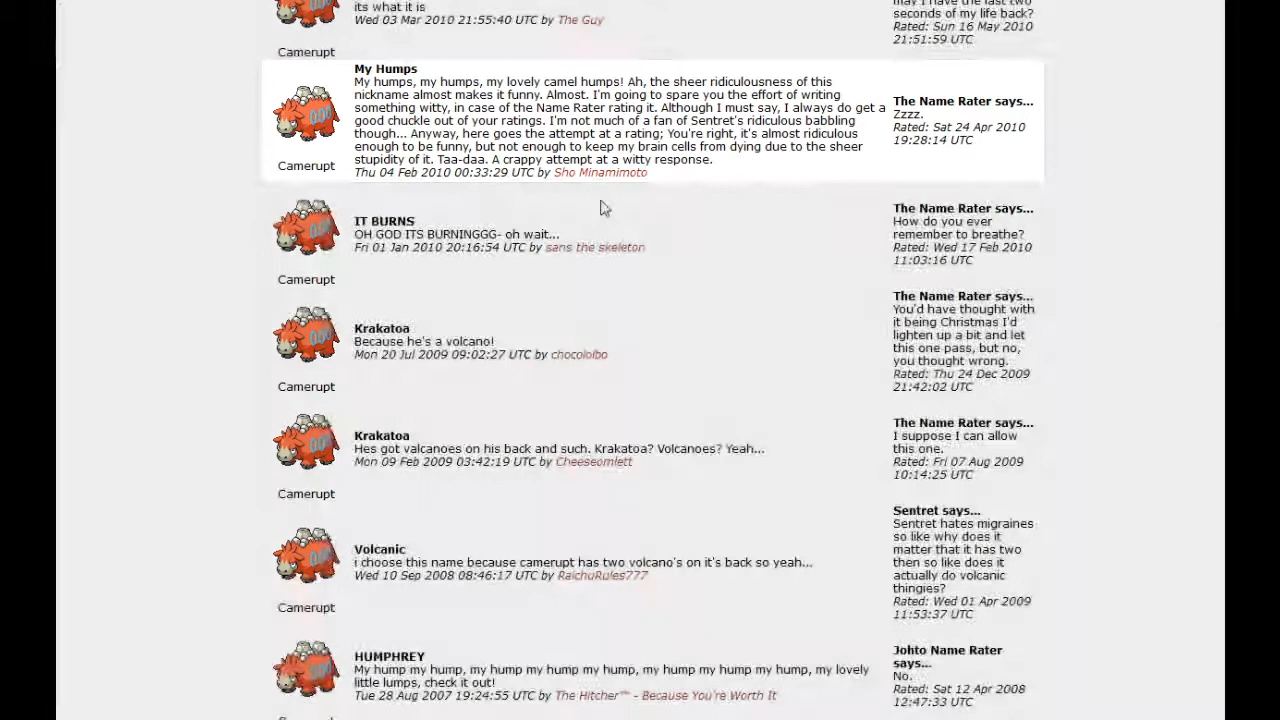 its what it is
Wed 03 Mar 2010 21:55:40 UTC by The Guy
may I have the last two
seconds of my life back?
Rated: Sun 16 May 2010
21:51:59 UTC
Camerupt
My Humps
My humps, my humps, my lovely camel humps! Ah, the sheer ridiculousness of this
nickname almost makes it funny. Almost. I'm going to spare you the effort of writing
something witty, in case of the Name Rater rating it. Although I must say, I always do get a
good chuckle out of your ratings. I'm not much of a fan of Sentret's ridiculous babbling
though... Anyway, here goes the attempt at a rating; You're right, it's almost ridiculous
enough to be funny, but not enough to keep my brain cells from dying due to the sheer
stupidity of it. Taa-daa. A crappy attempt at a witty response.
Thu 04 Feb 2010 00:33:29 UTC by Sho Minamimoto
The Name Rater says...
Zzzz.
Rated: Sat 24 Apr 2010
19:28:14 UTC
Camerupt
IT BURNS
OH GOD ITS BURNINGGG- oh wait...
Fri 01 Jan 2010 20:16:54 UTC by sans the skeleton
The Name Rater says...
How do you ever
remember to breathe?
Rated: Wed 17 Feb 2010
11:03:16 UTC
Camerupt
Krakatoa
Because he's a volcano!
Mon 20 Jul 2009 09:02:27 UTC by chocololbo
The Name Rater says...
You'd have thought with
it being Christmas I'd
lighten up a bit and let
this one pass, but no,
you thought wrong.
Rated: Thu 24 Dec 2009
21:42:02 UTC
Camerupt
Krakatoa
Hes got valcanoes on his back and such. Krakatoa? Volcanoes? Yeah...
Mon 09 Feb 2009 03:42:19 UTC by Cheeseomlett
The Name Rater says...
I suppose I can allow
this one.
Rated: Fri 07 Aug 2009
10:14:25 UTC
Camerupt
Volcanic
i choose this name because camerupt has two volcano's on it's back so yeah...
Wed 10 Sep 2008 08:46:17 UTC by RaichuRules777
Sentret says...
Sentret hates migraines
so like why does it
matter that it has two
then so like does it
actually do volcanic
thingies?
Rated: Wed 01 Apr 2009
11:53:37 UTC
Camerupt
HUMPHREY
My hump my hump, my hump my hump my hump, my hump my hump my hump, my lovely
little lumps, check it out!
Tue 28 Aug 2007 19:24:55 UTC by The Hitcher™ - Because You're Worth It
Johto Name Rater
says...
No.
Rated: Sat 12 Apr 2008
12:47:33 UTC